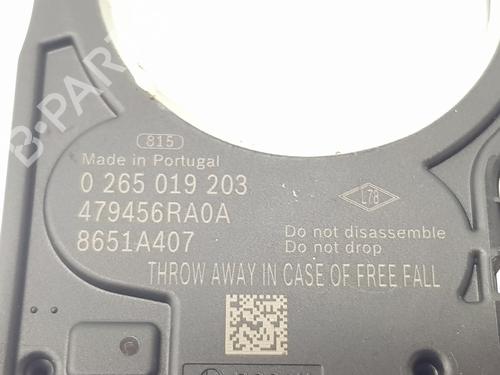 B-PARTS
815
Made in Portugal
0 265 019 203
479456RA0A
8651A407
L78
Do not disassemble
Do not drop
THROW AWAY IN CASE OF FREE FALL